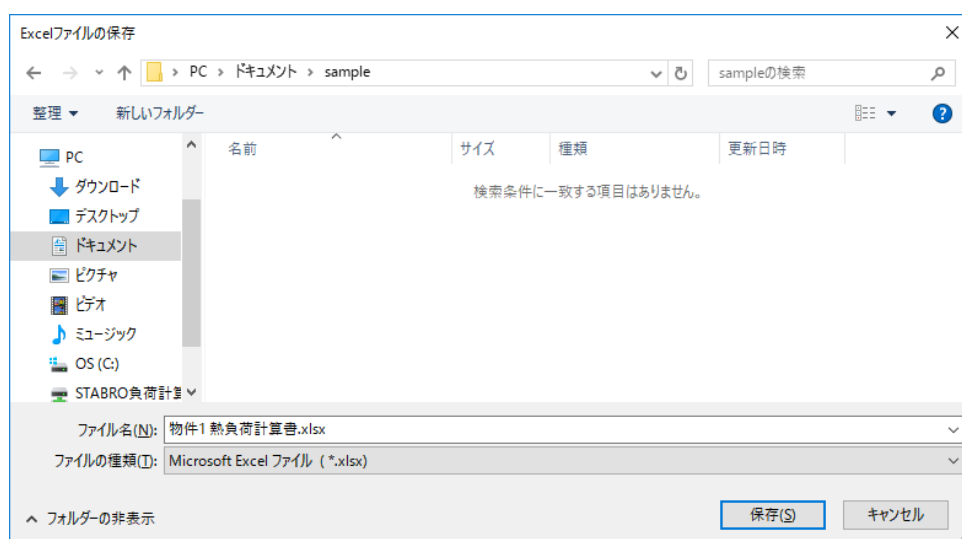 Excelファイルの保存
PC › ドキュメント › sample
sampleの検索
整理 新しいフォルダー
名前 サイズ 種類 更新日時
検索条件に一致する項目はありません。
PC
ダウンロード
デスクトップ
ドキュメント
ピクチャ
ビデオ
ミュージック
OS (C:)
STABRO負荷計算
ファイル名(N): 物件1 熱負荷計算書.xlsx
ファイルの種類(T): Microsoft Excel ファイル ( *.xlsx)
フォルダーの非表示
保存(S) キャンセル